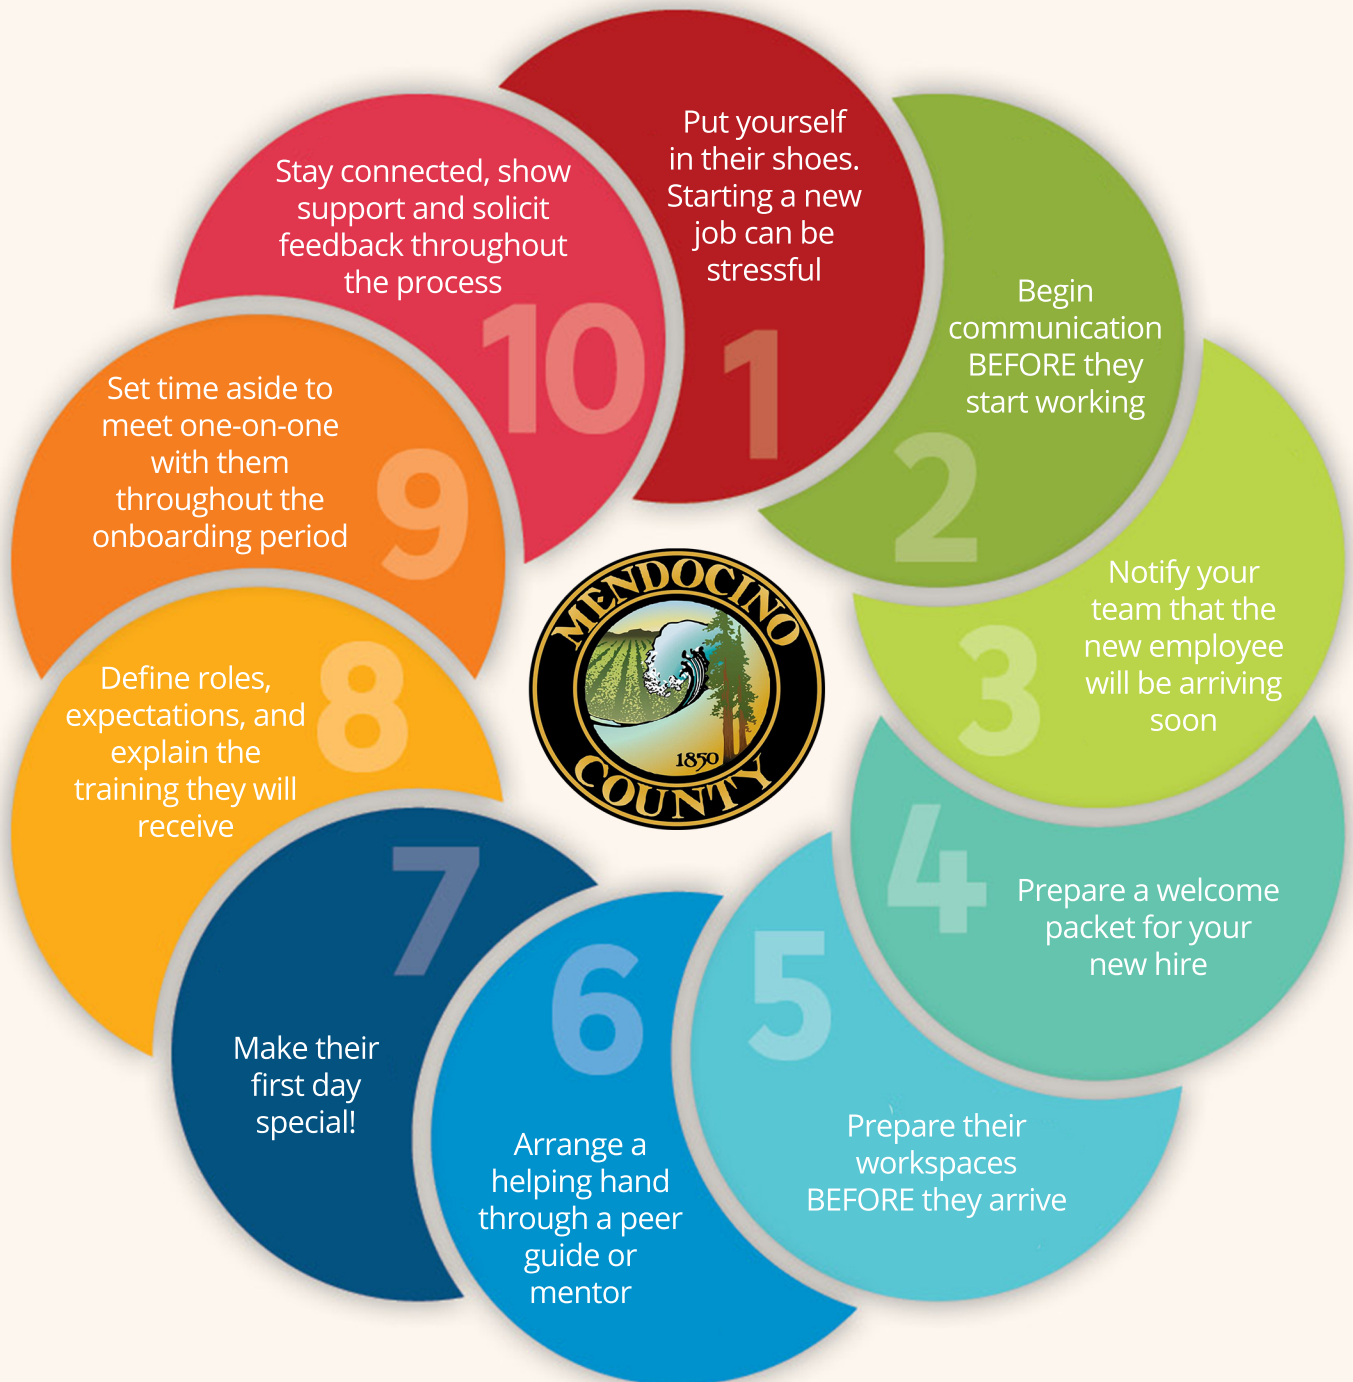 Put yourself
in their shoes.
Starting a new
job can be
stressful
1
Begin
communication
BEFORE they
start working
2
Notify your
team that the
new employee
will be arriving
soon
3
Prepare a welcome
packet for your
new hire
4
Prepare their
workspaces
BEFORE they arrive
5
Arrange a
helping hand
through a peer
guide or
mentor
6
Make their
first day
special!
7
Define roles,
expectations, and
explain the
training they will
receive
8
Set time aside to
meet one-on-one
with them
throughout the
onboarding period
9
Stay connected, show
support and solicit
feedback throughout
the process
10
MENDOCINO
1850
COUNTY